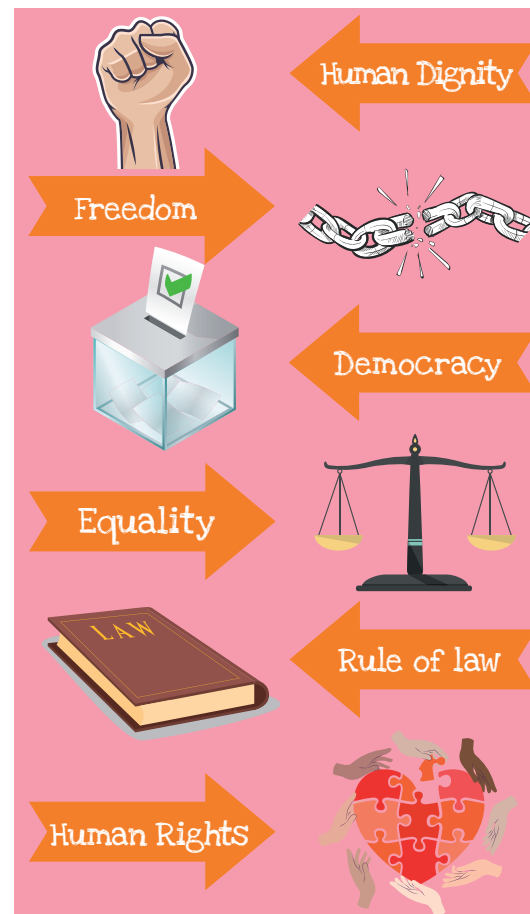 Human Dignity
Freedom
Democracy
Equality
LAW
Rule of law
Human Rights